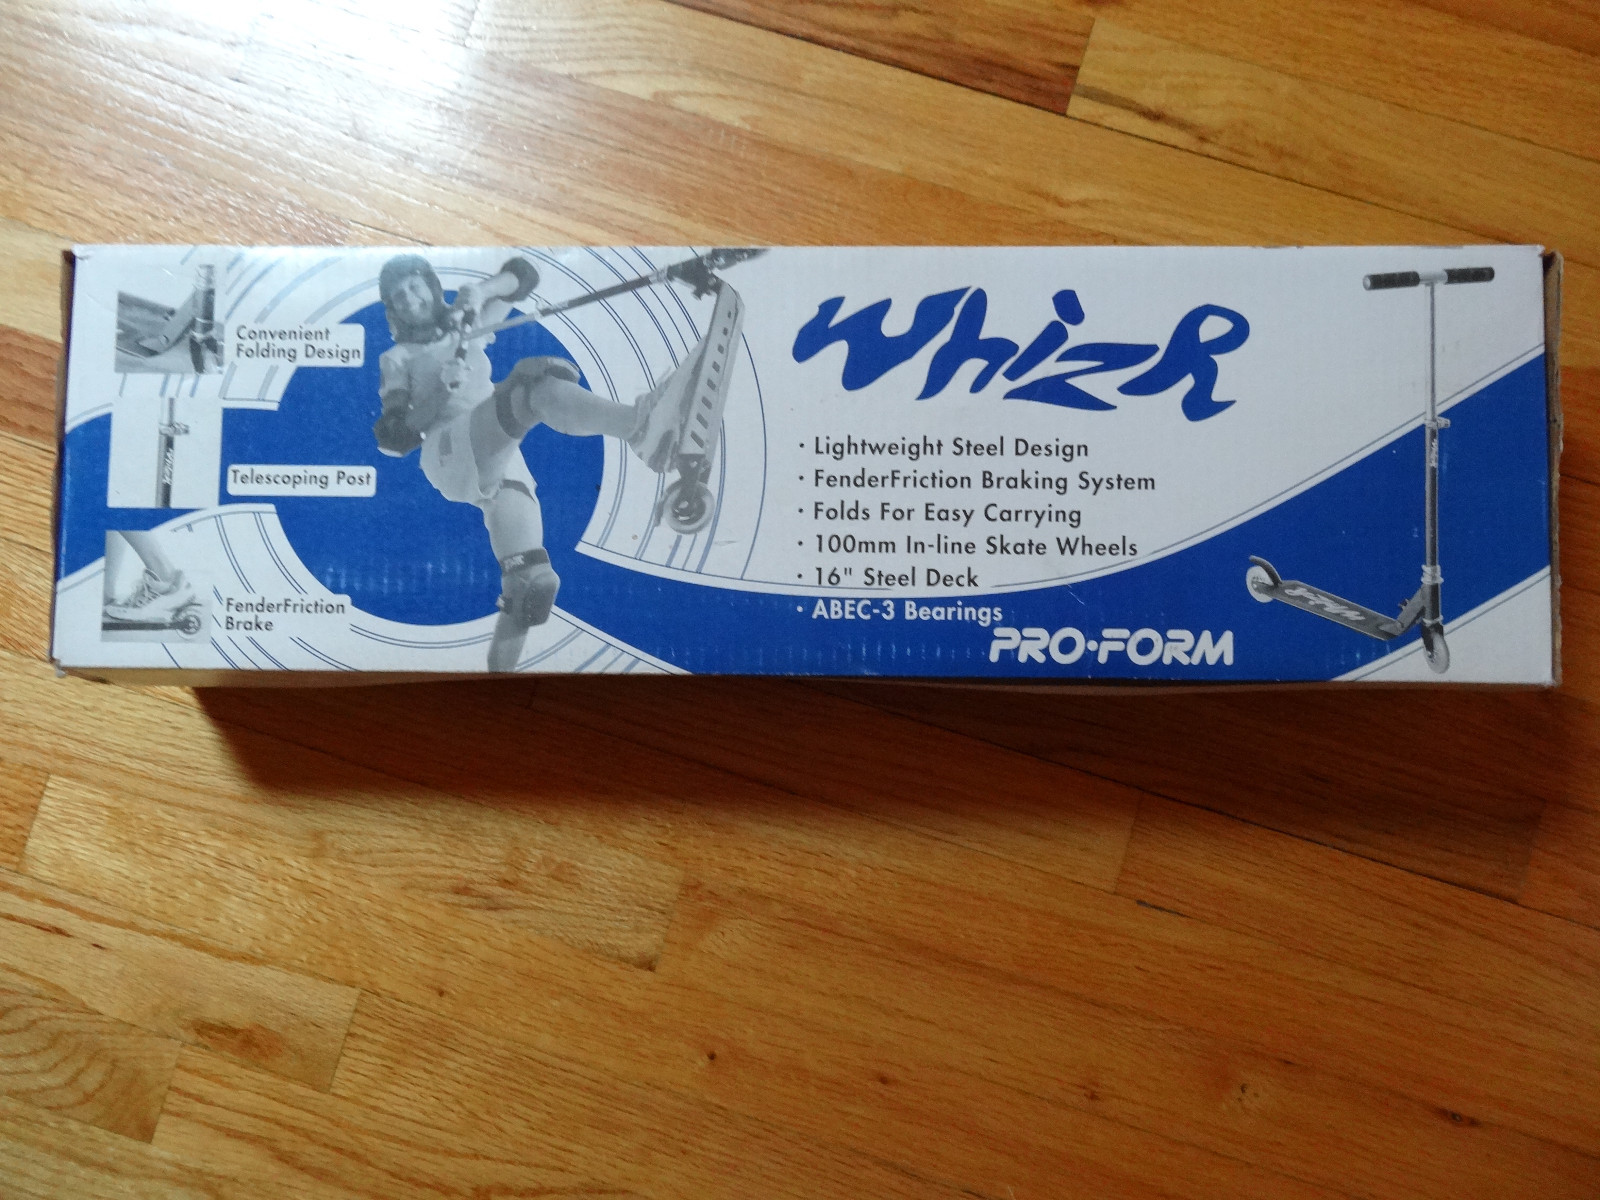 Convenient
Folding Design
Telescoping Post
FenderFriction
Brake
WhizR
· Lightweight Steel Design
· FenderFriction Braking System
· Folds For Easy Carrying
· 100mm In-line Skate Wheels
· 16" Steel Deck
· ABEC-3 Bearings
PRO·FORM